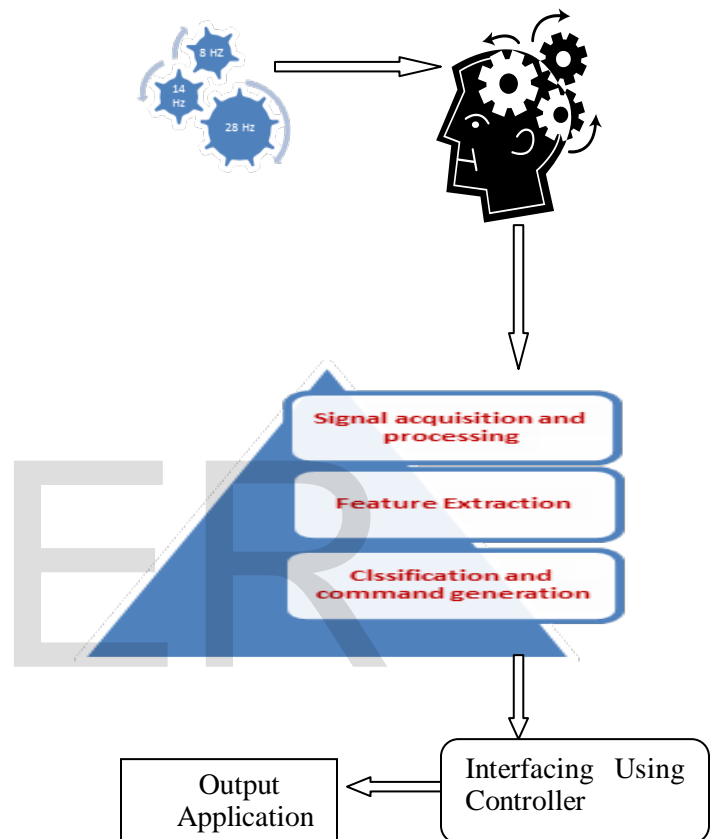 8 HZ
14
Hz
28 Hz
Signal acquisition and
processing
Feature Extraction
Clssification and
command generation
ER
Interfacing Using
Controller
Output
Application